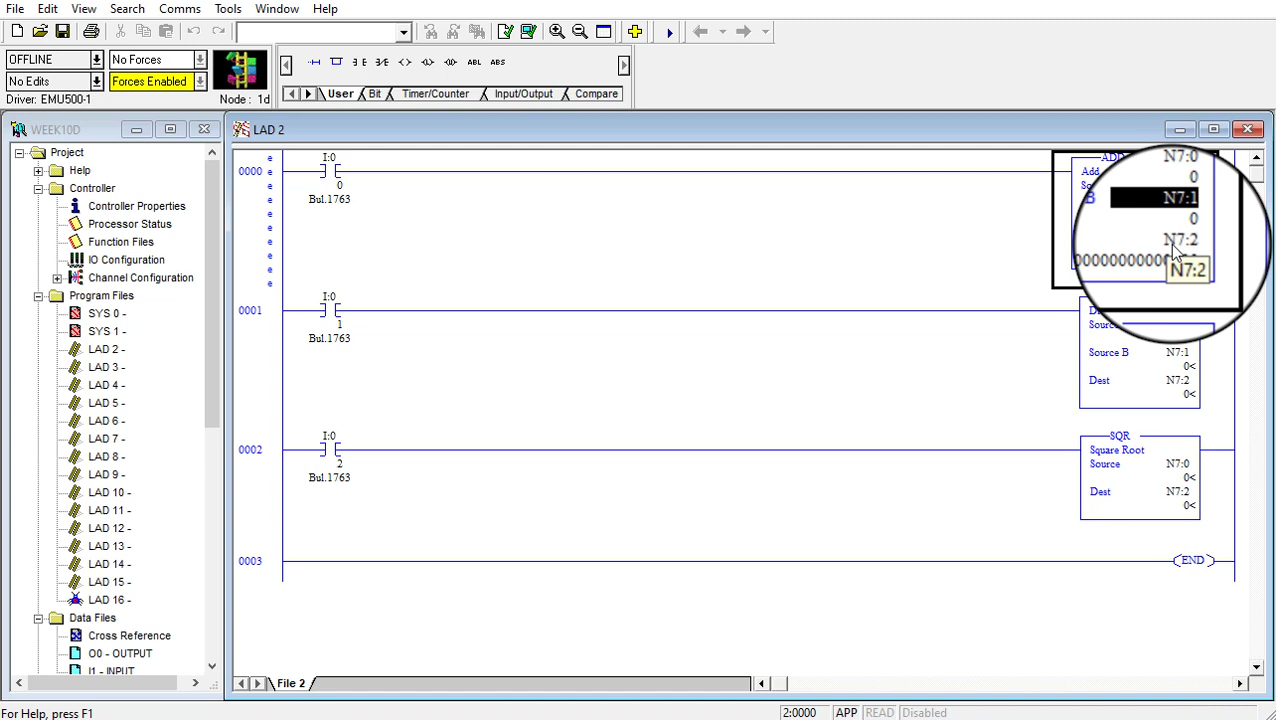 File Edit View Search Comms Tools Window Help
OFFLINE No Forces
No Edits Forces Enabled
Driver: EMU500-1 Node : 1d
ABL ABS
User Bit Timer/Counter Input/Output Compare
WEEK10D
Project
Help
Controller
Controller Properties
Processor Status
Function Files
IO Configuration
Channel Configuration
Program Files
SYS 0 -
SYS 1 -
LAD 2 -
LAD 3 -
LAD 4 -
LAD 5 -
LAD 6 -
LAD 7 -
LAD 8 -
LAD 9 -
LAD 10 -
LAD 11 -
LAD 12 -
LAD 13 -
LAD 14 -
LAD 15 -
LAD 16 -
Data Files
Cross Reference
O0 - OUTPUT
I1 - INPUT
LAD 2
0000
e
e
e
e
e
e
e
e
e
e
I:0
0
Bul.1763
ADD
Add
N7:0
0
B N7:1
0
N7:2
N7:2
0001
I:0
1
Bul.1763
Source B N7:1
0<
Dest N7:2
0<
0002
I:0
2
Bul.1763
SQR
Square Root
Source N7:0
0<
Dest N7:2
0<
0003
END
File 2
For Help, press F1
2:0000 APP READ Disabled